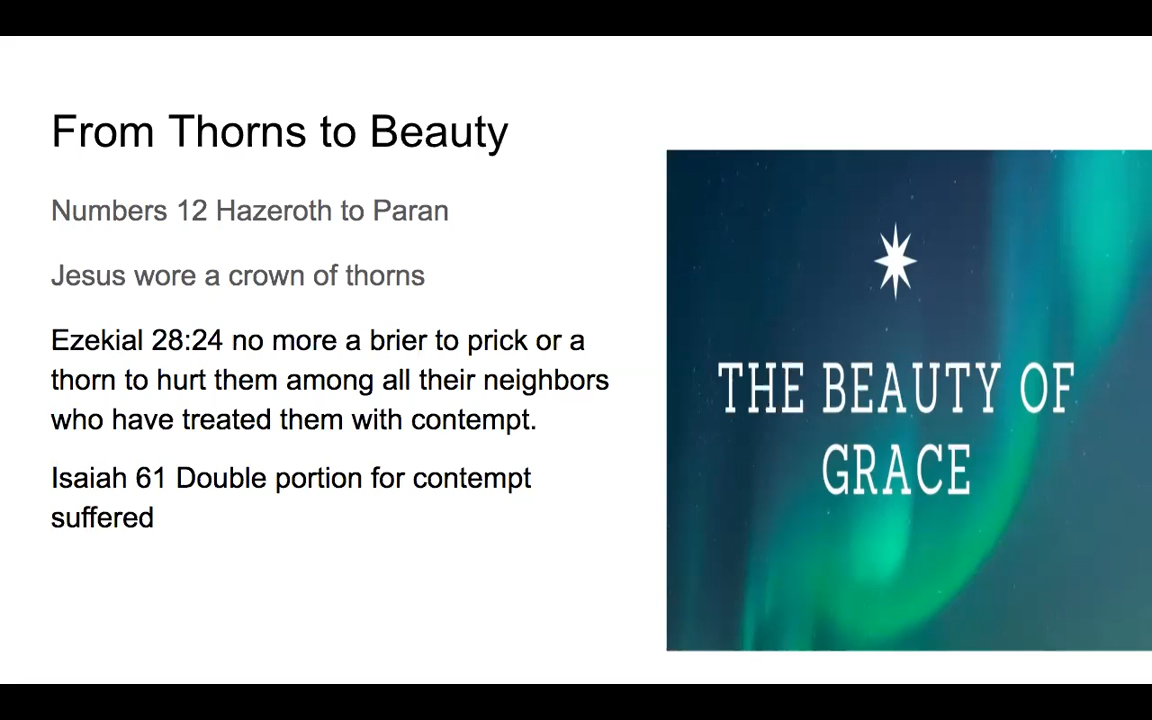 From Thorns to Beauty
Numbers 12 Hazeroth to Paran
Jesus wore a crown of thorns
Ezekial 28:24 no more a brier to prick or a
thorn to hurt them among all their neighbors
who have treated them with contempt.
Isaiah 61 Double portion for contempt
suffered
THE BEAUTY OF
GRACE